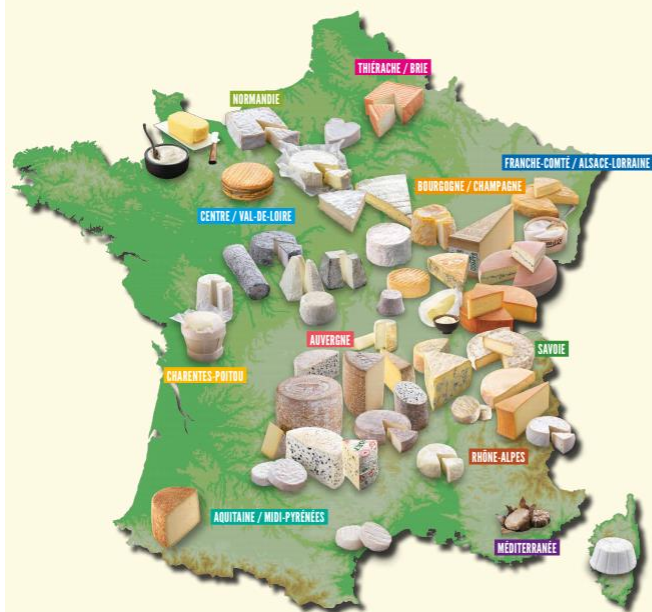 THIÉRACHE / BRIE
NORMANDIE
FRANCHE-COMTÉ / ALSACE-LORRAINE
BOURGOGNE / CHAMPAGNE
CENTRE / VAL-DE-LOIRE
AUVERGNE
SAVOIE
CHARENTES-POITOU
RHÔNE-ALPES
AQUITAINE / MIDI-PYRÉNÉES
MÉDITERRANÉE